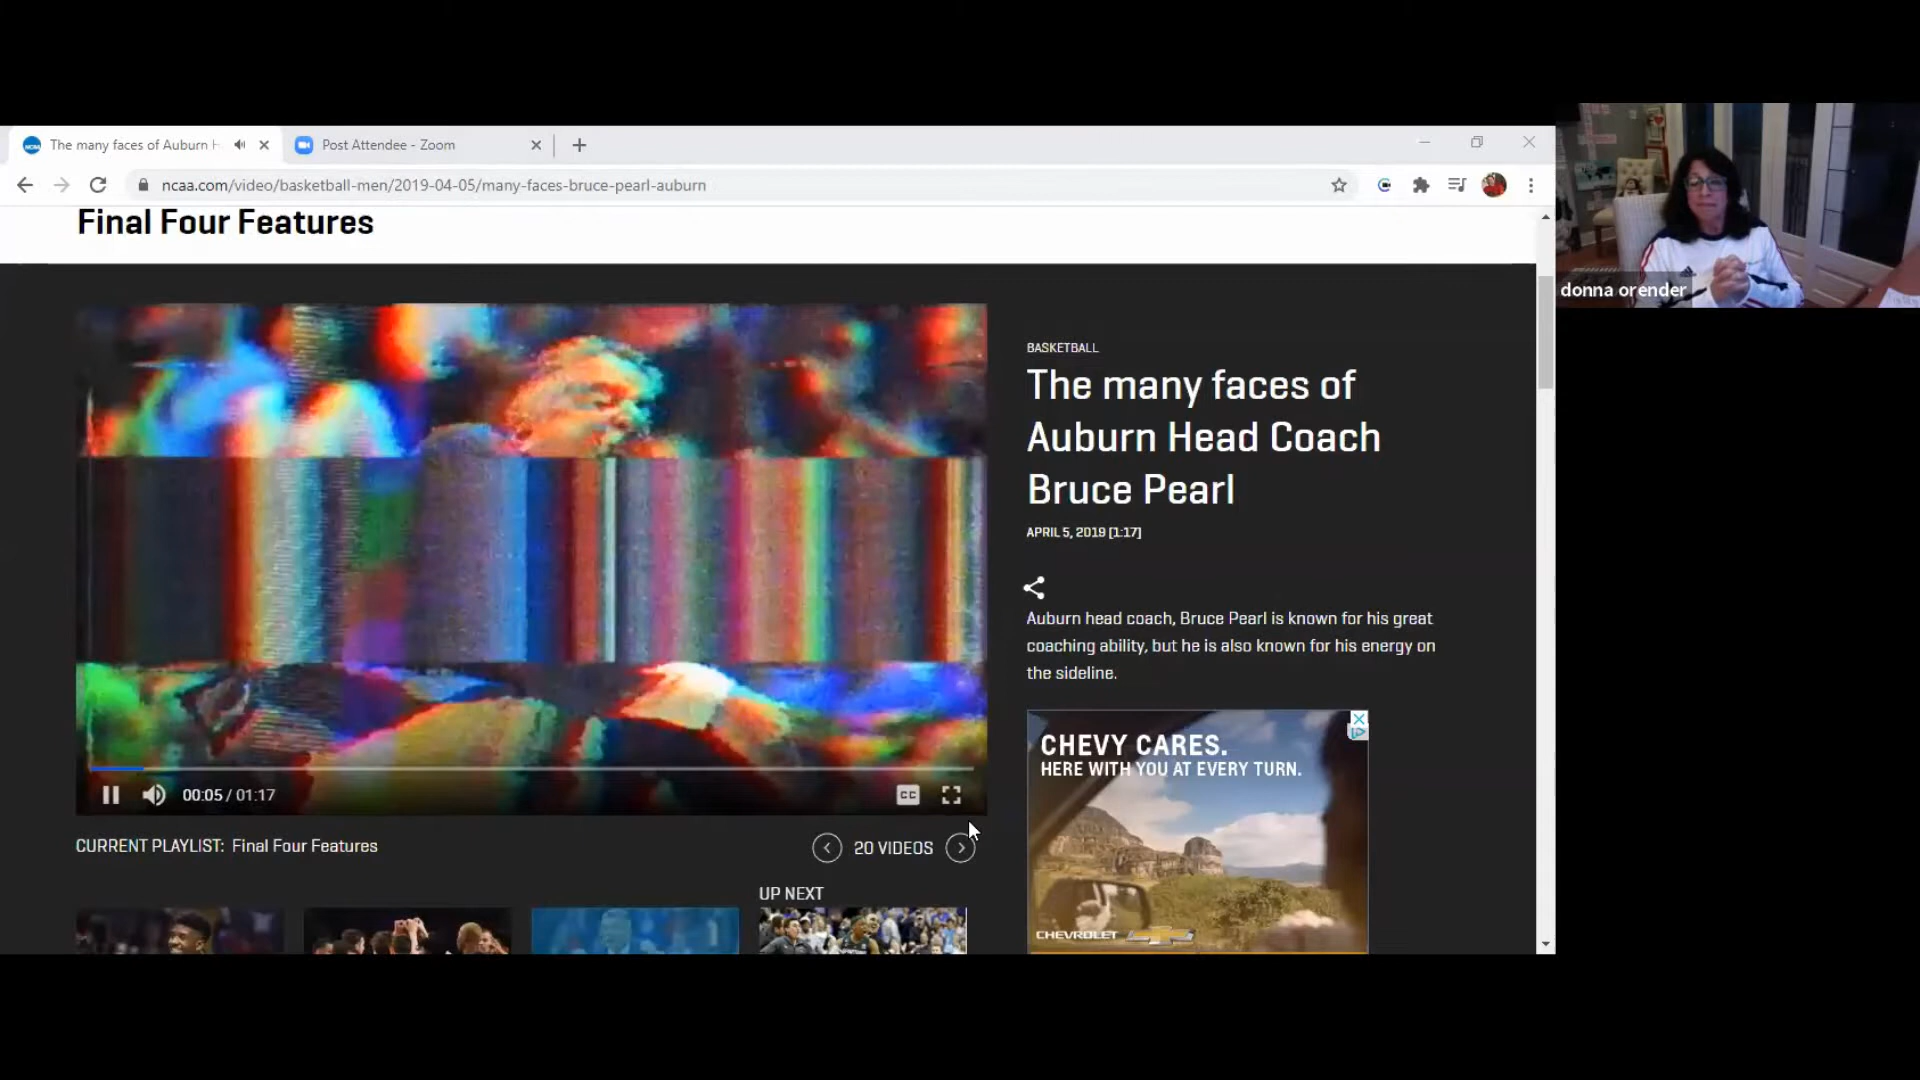 The many faces of Auburn H
Post Attendee - Zoom
ncaa.com/video/basketball-men/2019-04-05/many-faces-bruce-pearl-auburn
Final Four Features
donna orender
BASKETBALL
The many faces of
Auburn Head Coach
Bruce Pearl
APRIL 5, 2019 [1:17]
Auburn head coach, Bruce Pearl is known for his great
coaching ability, but he is also known for his energy on
the sideline.
CHEVY CARES.
HERE WITH YOU AT EVERY TURN.
CHEVROLET
00:05 / 01:17
CC
CURRENT PLAYLIST: Final Four Features
20 VIDEOS
UP NEXT